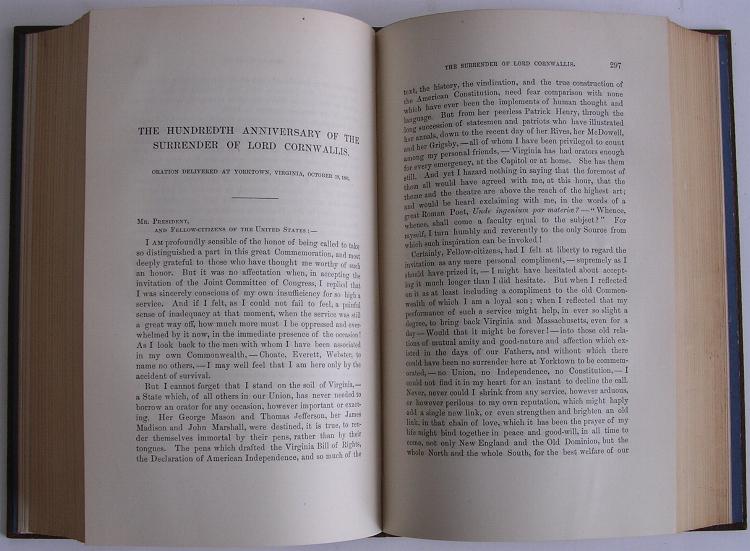 THE HUNDREDTH ANNIVERSARY OF THE
SURRENDER OF LORD CORNWALLIS.
ORATION DELIVERED AT YORKTOWN, VIRGINIA, OCTOBER 19, 1881.
MR. PRESIDENT,
AND FELLOW-CITIZENS OF THE UNITED STATES:—
I AM profoundly sensible of the honor of being called to take
so distinguished a part in this great Commemoration, and most
deeply grateful to those who have thought me worthy of such
an honor. But it was no affectation when, in accepting the
invitation of the Joint Committee of Congress, I replied that
I was sincerely conscious of my own insufficiency for so high a
service. And if I felt, as I could not fail to feel, a painful
sense of inadequacy at that moment, when the service was still
a great way off, how much more must I be oppressed and over-
whelmed by it now, in the immediate presence of the occasion!
As I look back to the men with whom I have been associated
in my own Commonwealth,—Choate, Everett, Webster, to
name no others,—I may well feel that I am here only by the
accident of survival.
But I cannot forget that I stand on the soil of Virginia,—
a State which, of all others in our Union, has never needed to
borrow an orator for any occasion, however important or exact-
ing. Her George Mason and Thomas Jefferson, her James
Madison and John Marshall, were destined, it is true, to ren-
der themselves immortal by their pens, rather than by their
tongues. The pens which drafted the Virginia Bill of Rights,
the Declaration of American Independence, and so much of the
THE SURRENDER OF LORD CORNWALLIS. 297
text, the history, the vindication, and the true construction of
the American Constitution, need fear comparison with none
which have ever been the implements of human thought and
language. But from her peerless Patrick Henry, through the
long succession of statesmen and patriots who have illustrated
her annals, down to the recent day of her Rives, her McDowell,
and her Grigsby,—all of whom I have been privileged to count
among my personal friends,—Virginia has had orators enough
for every emergency, at the Capitol or at home. She has them
still. And yet I hazard nothing in saying that the foremost of
them all would have agreed with me, at this hour, that the
theme and the theatre are above the reach of the highest art;
and would be heard exclaiming with me, in the words of a
great Roman Poet, Unde ingenium par materiæ?—"Whence,
whence, shall come a faculty equal to the subject?" For
myself, I turn humbly and reverently to the only Source from
which such inspiration can be invoked!
Certainly, Fellow-citizens, had I felt at liberty to regard the
invitation as any mere personal compliment,—supremely as I
should have prized it,—I might have hesitated about accept-
ing it much longer than I did hesitate. But when I reflected
on it as at least including a compliment to the old Common-
wealth of which I am a loyal son; when I reflected that my
performance of such a service might help, in ever so slight a
degree, to bring back Virginia and Massachusetts, even for a
day—Would that it might be forever!—into those old rela-
tions of mutual amity and good-nature and affection which ex-
isted in the days of our Fathers, and without which there
could have been no surrender here at Yorktown to be commem-
orated,—no Union, no Independence, no Constitution,—I
could not find it in my heart for an instant to decline the call.
Never, never could I shrink from any service, however arduous,
or however perilous to my own reputation, which might haply
add a single new link, or even strengthen and brighten an old
link, in that chain of love, which it has been the prayer of my
life might bind together in peace and good-will, in all time to
come, not only New England and the Old Dominion, but the
whole North and the whole South, for the best welfare of our